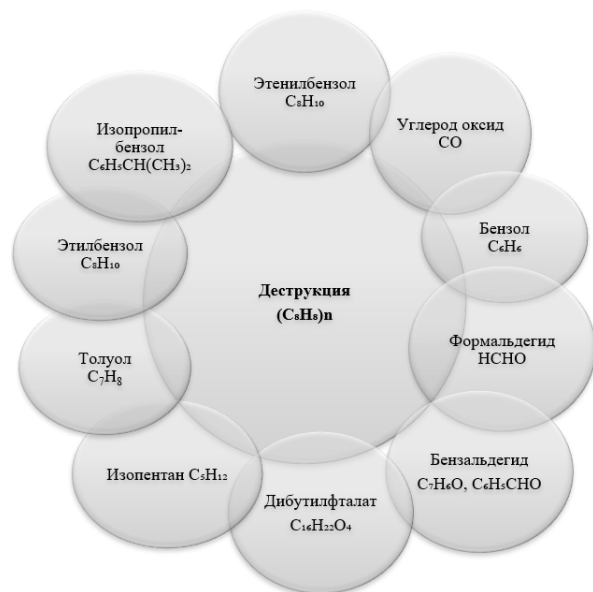 Этенилбензол
C₈H₁₀
Углерод оксид
CO
Бензол
C₆H₆
Формальдегид
HCHO
Бензальдегид
C₇H₆O, C₆H₅CHO
Дибутилфталат
C₁₆H₂₂O₄
Изопентан C₅H₁₂
Толуол
C₇H₈
Этилбензол
C₈H₁₀
Изопропил-
бензол
C₆H₅CH(CH₃)₂
Деструкция
(C₈H₈)n